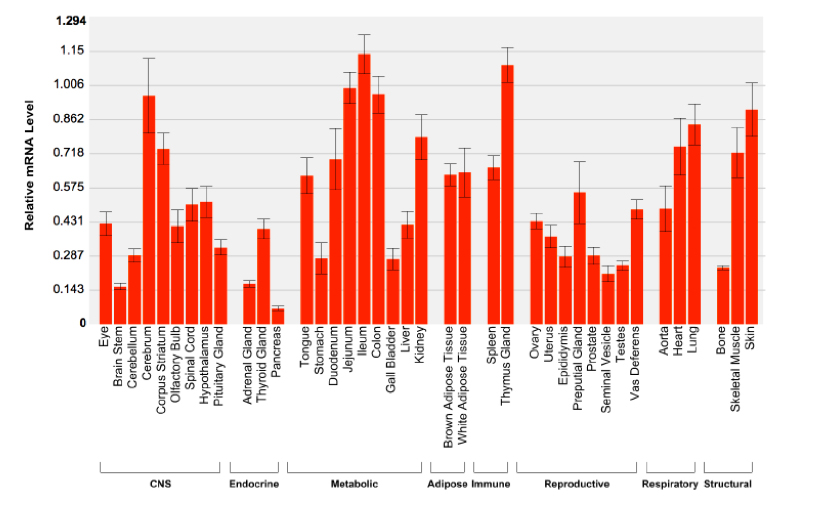 1.294
1.15
1.006
0.862
0.718
0.575
0.431
0.287
0.143
0
Relative mRNA Level
Eye
Brain Stem
Cerebellum
Cerebrum
Corpus Striatum
Olfactory Bulb
Spinal Cord
Hypothalamus
Pituitary Gland
Adrenal Gland
Thyroid Gland
Pancreas
Tongue
Stomach
Duodenum
Jejunum
Ileum
Colon
Gall Bladder
Liver
Kidney
Brown Adipose Tissue
White Adipose Tissue
Spleen
Thymus Gland
Ovary
Uterus
Epididymis
Preputial Gland
Prostate
Seminal Vesicle
Testes
Vas Deferens
Aorta
Heart
Lung
Bone
Skeletal Muscle
Skin
CNS
Endocrine
Metabolic
Adipose
Immune
Reproductive
Respiratory
Structural